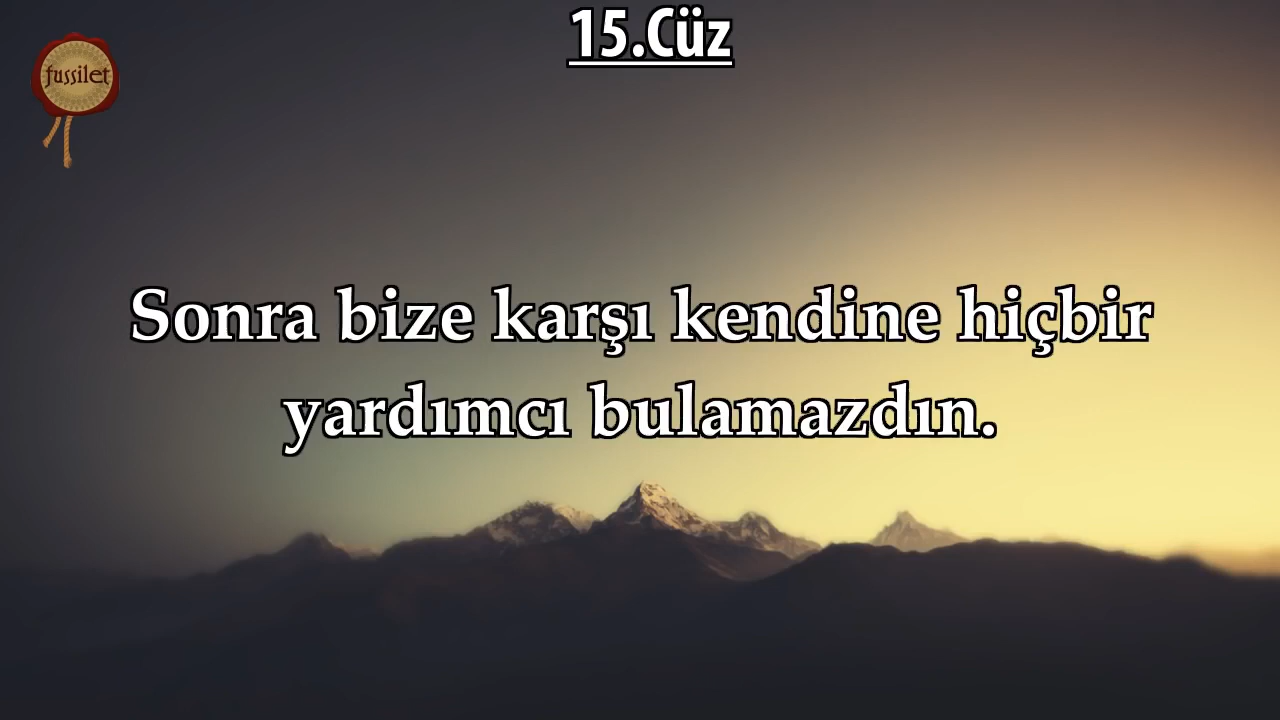 15.Cüz
fussilet
Sonra bize karşı kendine hiçbir
yardımcı bulamazdın.